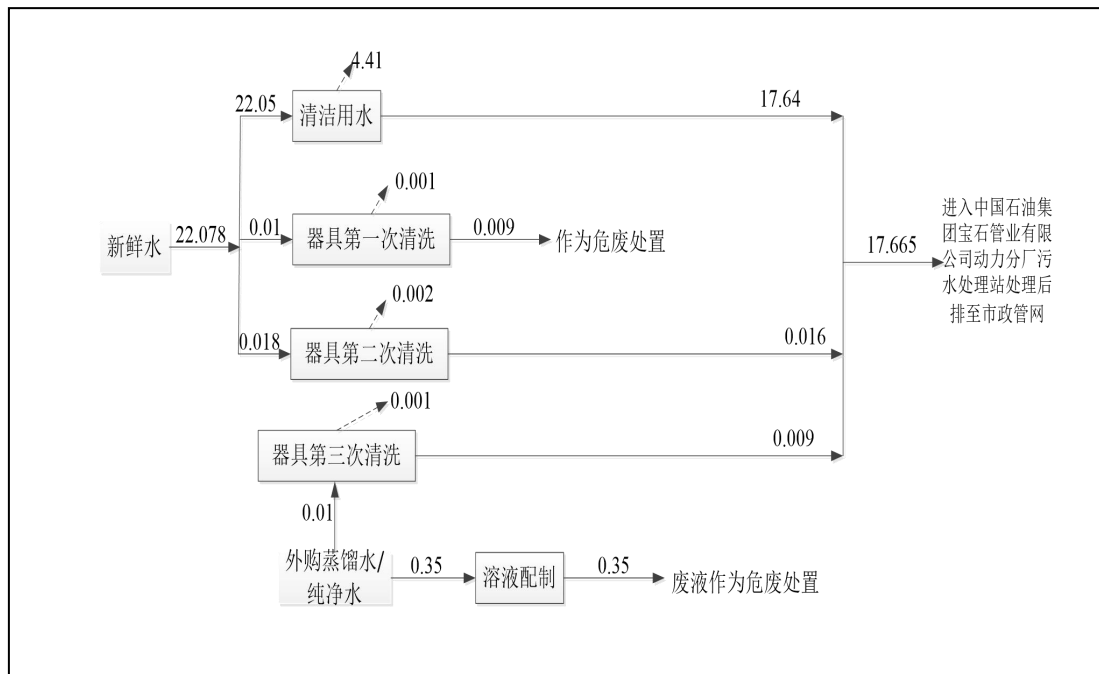 4.41
22.05
清洁用水
17.64
0.001
新鲜水
22.078
0.01
器具第一次清洗
0.009
作为危废处置
进入中国石油集
团宝石管业有限
公司动力分厂污
水处理站处理后
排至市政管网
17.665
0.002
0.018
器具第二次清洗
0.016
0.001
器具第三次清洗
0.009
0.01
外购蒸馏水/
纯净水
0.35
溶液配制
0.35
废液作为危废处置